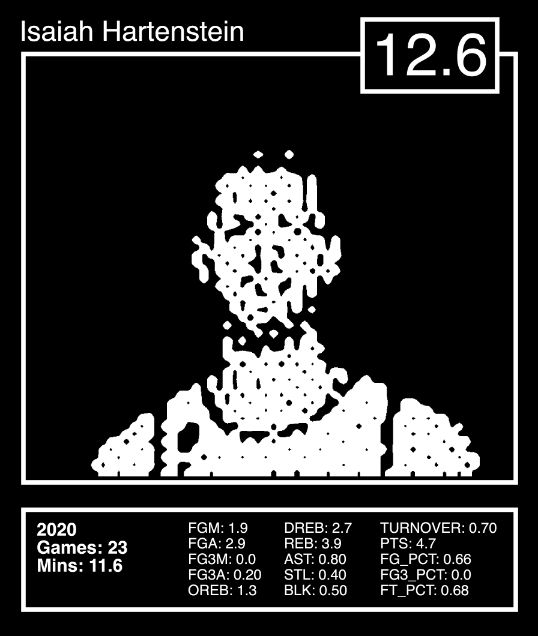 Isaiah Hartenstein
12.6
2020
Games: 23
Mins: 11.6
FGM: 1.9
FGA: 2.9
FG3M: 0.0
FG3A: 0.20
OREB: 1.3
DREB: 2.7
REB: 3.9
AST: 0.80
STL: 0.40
BLK: 0.50
TURNOVER: 0.70
PTS: 4.7
FG_PCT: 0.66
FG3_PCT: 0.0
FT_PCT: 0.68